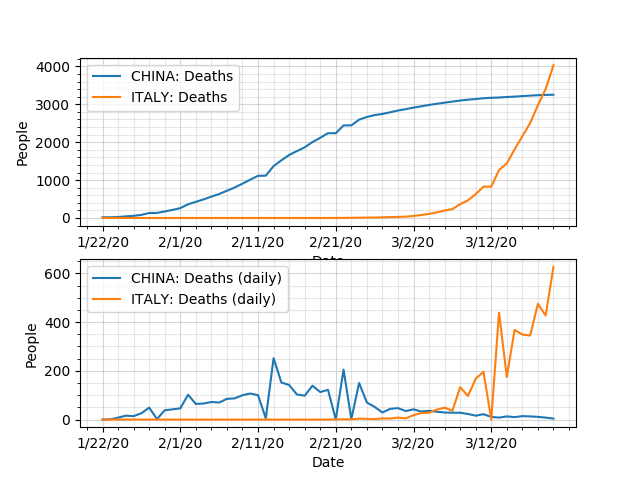 4000
3000
2000
1000
0
People
CHINA: Deaths
ITALY: Deaths
1/22/20 2/1/20 2/11/20 2/21/20 3/2/20 3/12/20
Date
600
400
200
0
People
CHINA: Deaths (daily)
ITALY: Deaths (daily)
1/22/20 2/1/20 2/11/20 2/21/20 3/2/20 3/12/20
Date